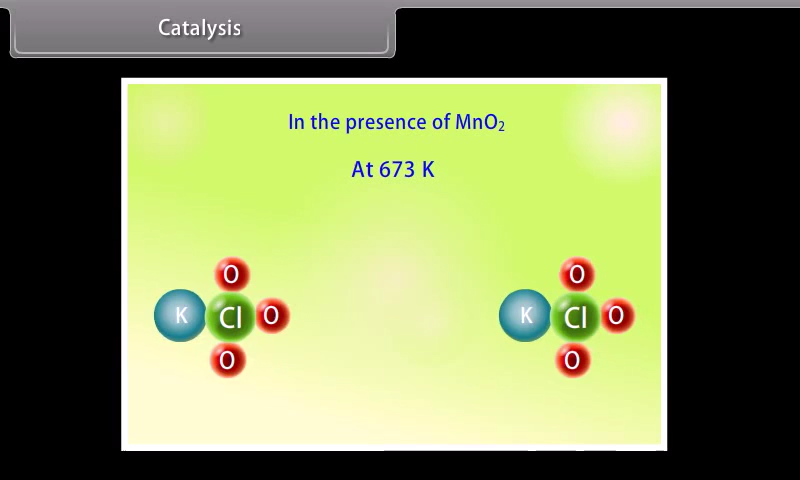 Catalysis
In the presence of MnO₂
At 673 K
O O
K Cl O K Cl O
O O